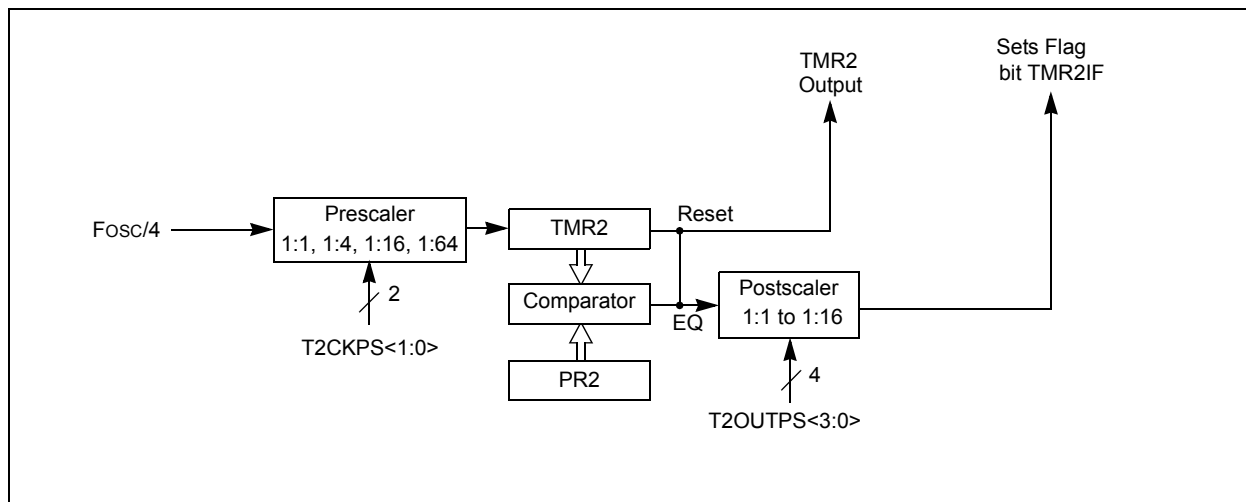 TMR2
Output
Sets Flag
bit TMR2IF
Fosc/4
Prescaler
1:1, 1:4, 1:16, 1:64
2
T2CKPS<1:0>
TMR2
Reset
Comparator
EQ
PR2
Postscaler
1:1 to 1:16
4
T2OUTPS<3:0>